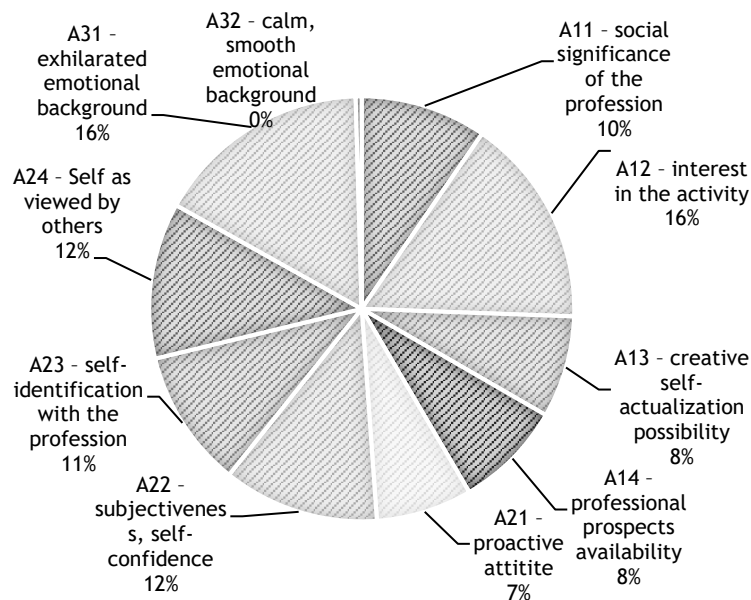 A11 – social
significance
of the
profession
10%
A12 – interest
in the activity
16%
A13 – creative
self-
actualization
possibility
8%
A14 –
professional
prospects
availability
8%
A21 –
proactive
attitite
7%
A22 –
subjectivenes
s, self-
confidence
12%
A23 – self-
identification
with the
profession
11%
A24 – Self as
viewed by
others
12%
A31 –
exhilarated
emotional
background
16%
A32 – calm,
smooth
emotional
background
0%